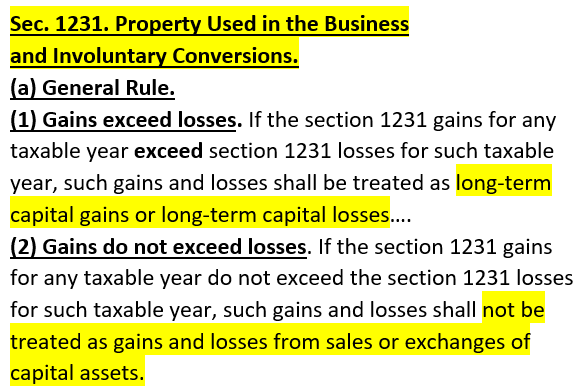 Sec. 1231. Property Used in the Business
and Involuntary Conversions.
(a) General Rule.
(1) Gains exceed losses. If the section 1231 gains for any
taxable year exceed section 1231 losses for such taxable
year, such gains and losses shall be treated as long-term
capital gains or long-term capital losses....
(2) Gains do not exceed losses. If the section 1231 gains
for any taxable year do not exceed the section 1231 losses
for such taxable year, such gains and losses shall not be
treated as gains and losses from sales or exchanges of
capital assets.